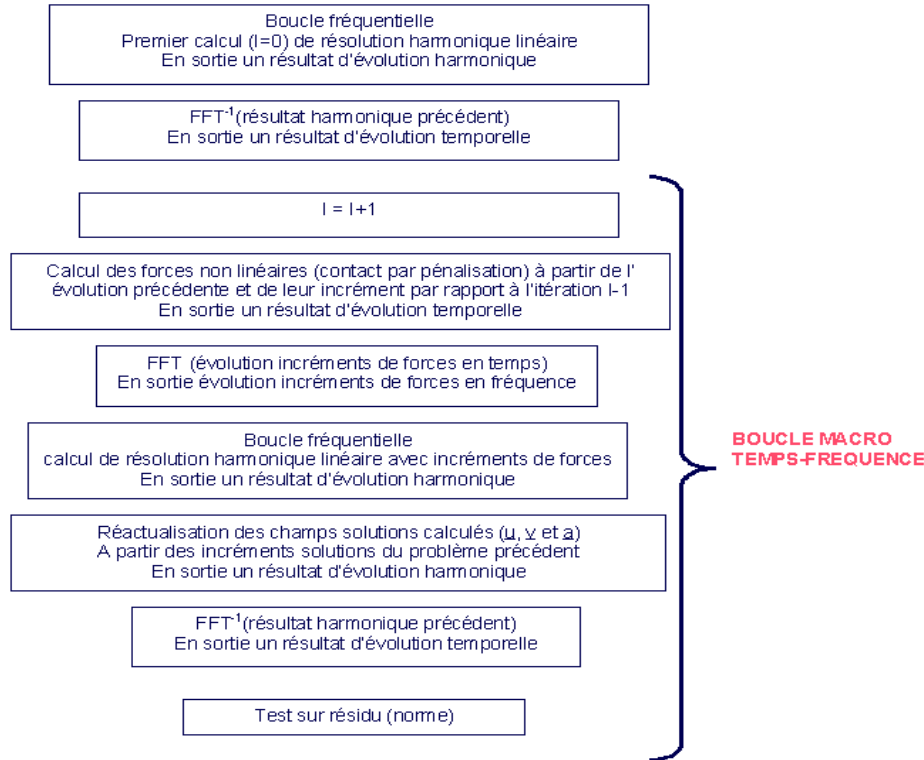 Boucle fréquentielle
Premier calcul (I=0) de résolution harmonique linéaire
En sortie un résultat d'évolution harmonique
FFT⁻¹(résultat harmonique précédent)
En sortie un résultat d'évolution temporelle
I = I+1
Calcul des forces non linéaires (contact par pénalisation) à partir de l'
évolution précédente et de leur incrément par rapport à l'itération I-1
En sortie un résultat d'évolution temporelle
FFT (évolution incréments de forces en temps)
En sortie évolution incréments de forces en fréquence
Boucle fréquentielle
calcul de résolution harmonique linéaire avec incréments de forces
En sortie un résultat d'évolution harmonique
BOUCLE MACRO
TEMPS-FREQUENCE
Réactualisation des champs solutions calculés (u, v et a)
A partir des incréments solutions du problème précédent
En sortie un résultat d'évolution harmonique
FFT⁻¹(résultat harmonique précédent)
En sortie un résultat d'évolution temporelle
Test sur résidu (norme)